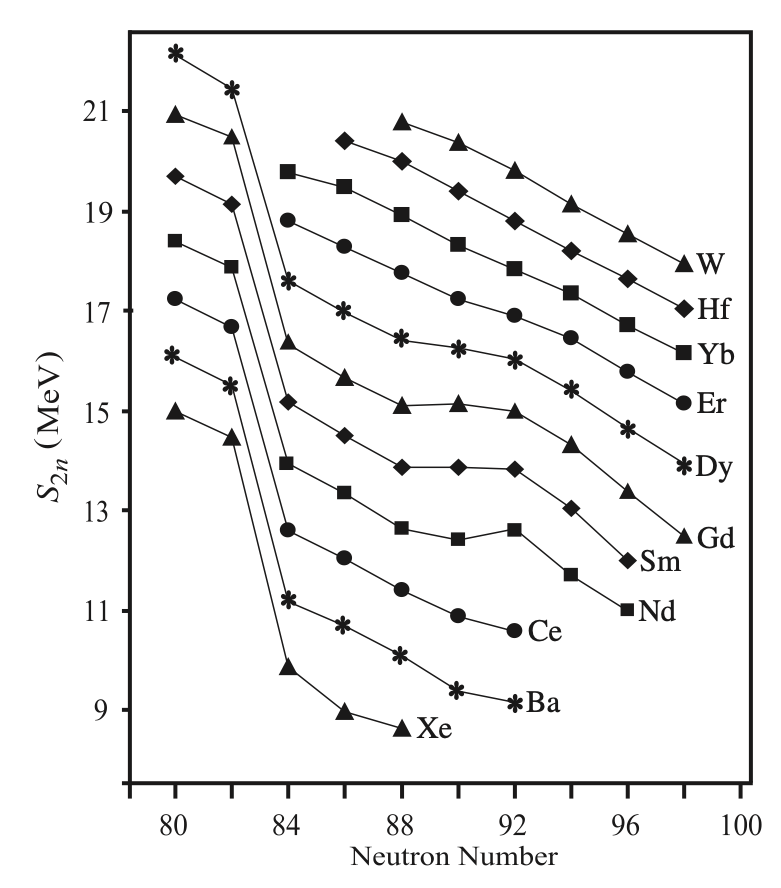 21
19
17
15
13
11
9
S2n (MeV)
W
Hf
Yb
Er
Dy
Gd
Sm
Nd
Ce
Ba
Xe
80 84 88 92 96 100
Neutron Number